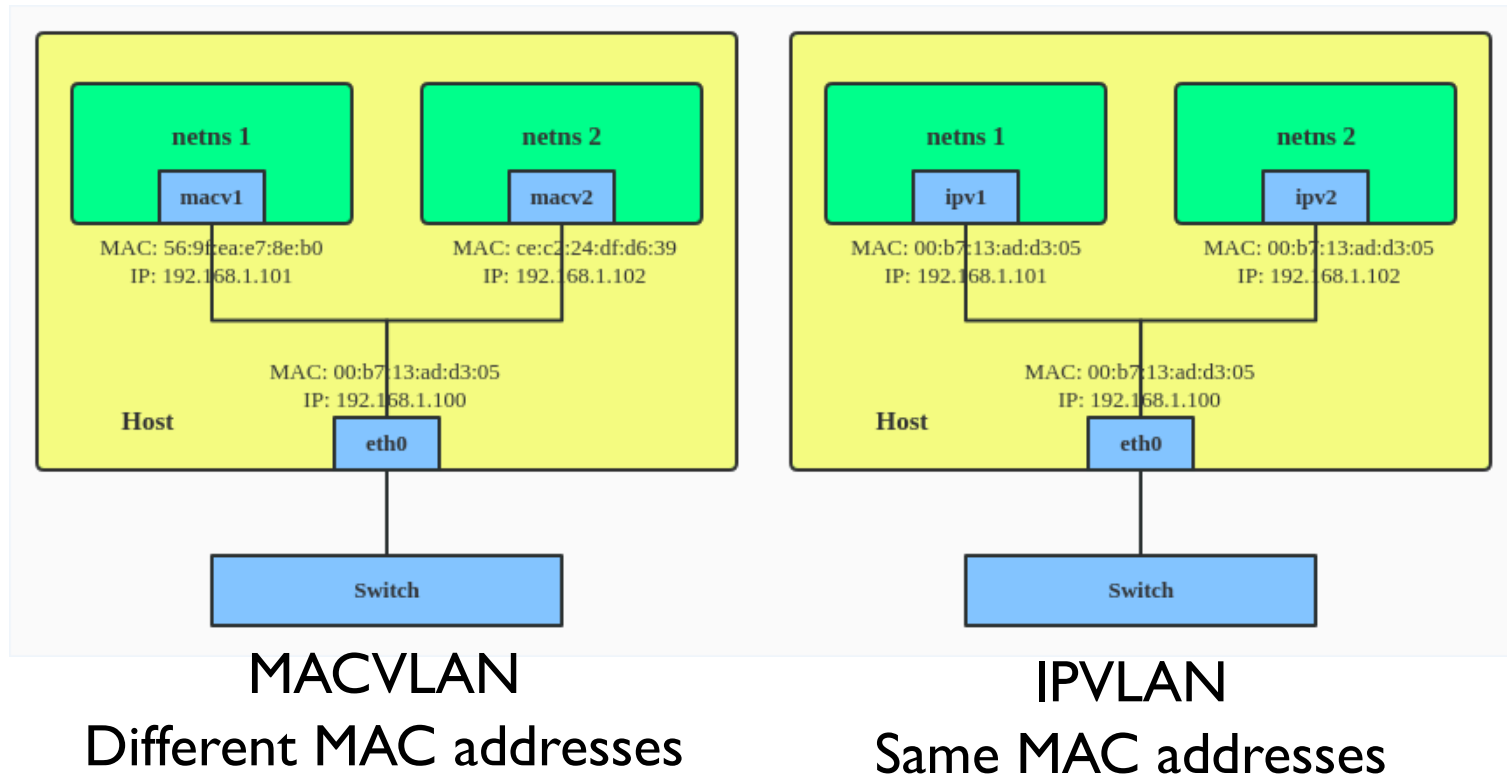 netns 1
macv1
MAC: 56:9f:ea:e7:8e:b0
IP: 192.168.1.101
netns 2
macv2
MAC: ce:c2:24:df:d6:39
IP: 192.168.1.102
MAC: 00:b7:13:ad:d3:05
IP: 192.168.1.100
Host
eth0
Switch
MACVLAN
Different MAC addresses
netns 1
ipv1
MAC: 00:b7:13:ad:d3:05
IP: 192.168.1.101
netns 2
ipv2
MAC: 00:b7:13:ad:d3:05
IP: 192.168.1.102
MAC: 00:b7:13:ad:d3:05
IP: 192.168.1.100
Host
eth0
Switch
IPVLAN
Same MAC addresses